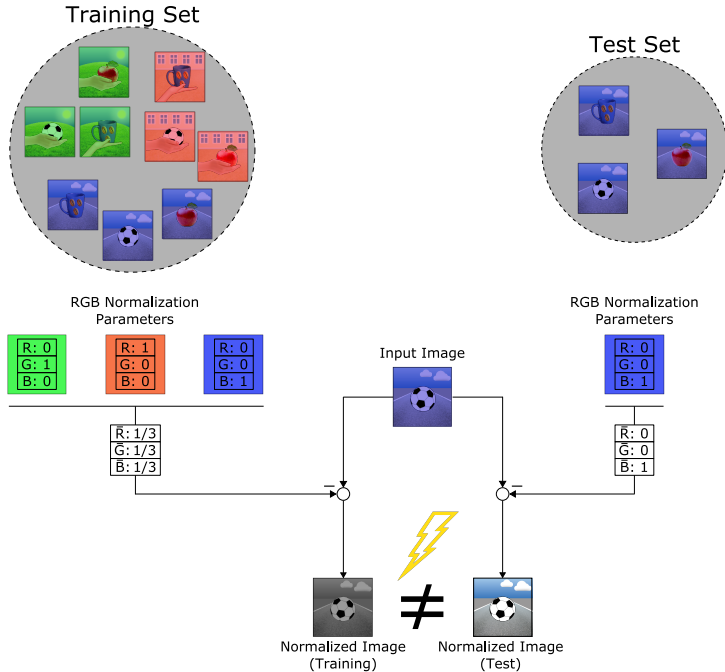 Training Set
Test Set
RGB Normalization
Parameters
R: 0
G: 1
B: 0
R: 1
G: 0
B: 0
R: 0
G: 0
B: 1
R̄: 1/3
Ḡ: 1/3
B̄: 1/3
Input Image
RGB Normalization
Parameters
R: 0
G: 0
B: 1
R̄: 0
Ḡ: 0
B̄: 1
−
−
≠
Normalized Image
(Training)
Normalized Image
(Test)